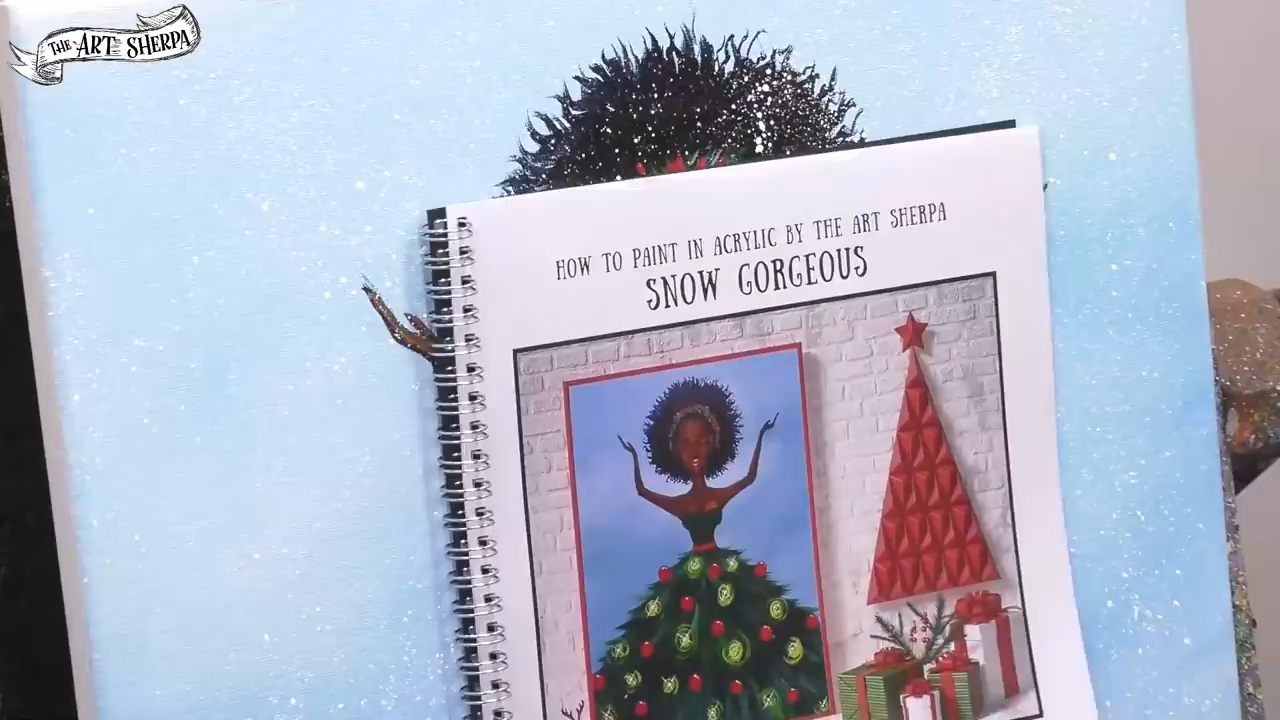 THE ART SHERPA
HOW TO PAINT IN ACRYLIC BY THE ART SHERPA
SNOW GORGEOUS